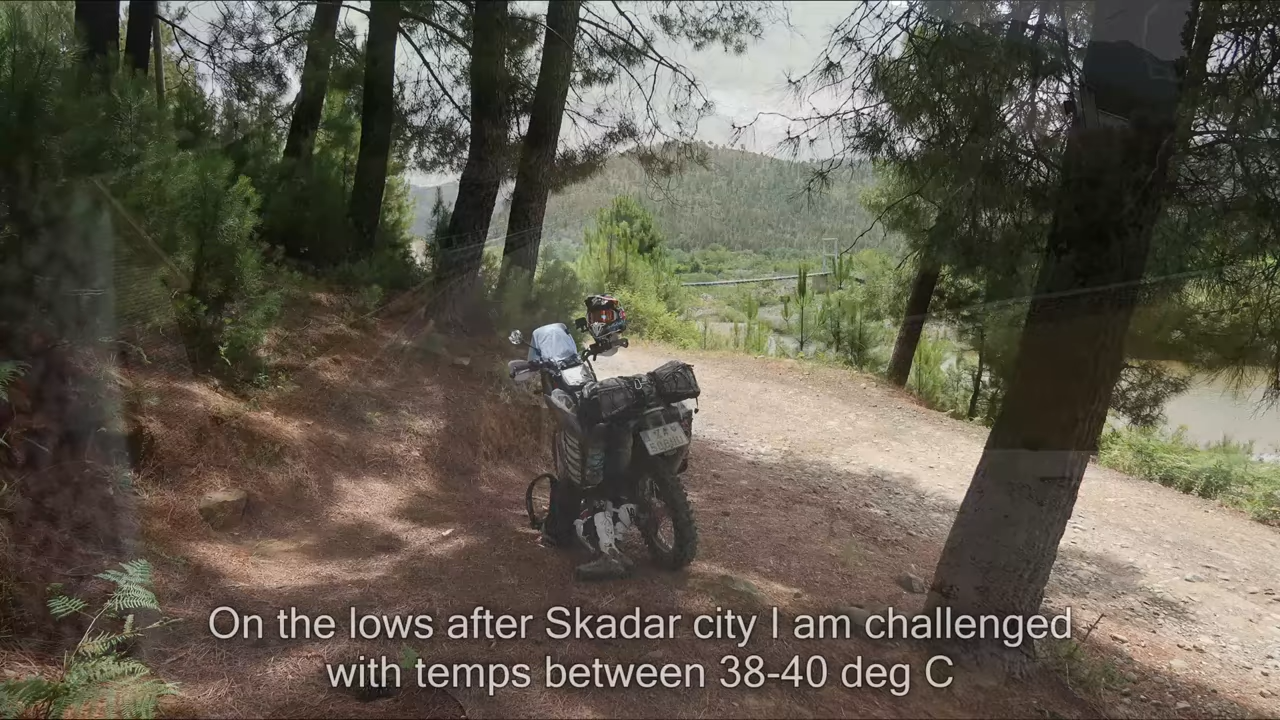 On the lows after Skadar city I am challenged
with temps between 38-40 deg C